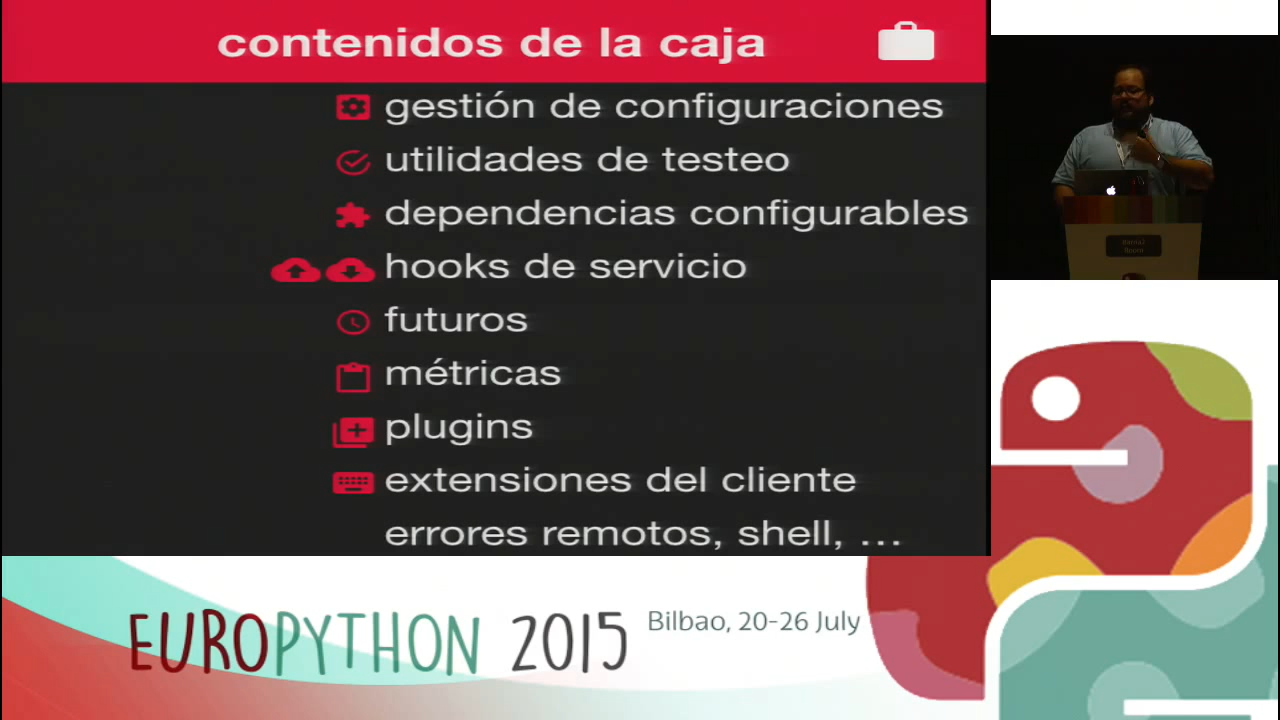 contenidos de la caja
gestión de configuraciones
utilidades de testeo
dependencias configurables
hooks de servicio
futuros
métricas
plugins
extensiones del cliente
errores remotos, shell, ...
EUROPYTHON 2015
Bilbao, 20-26 July